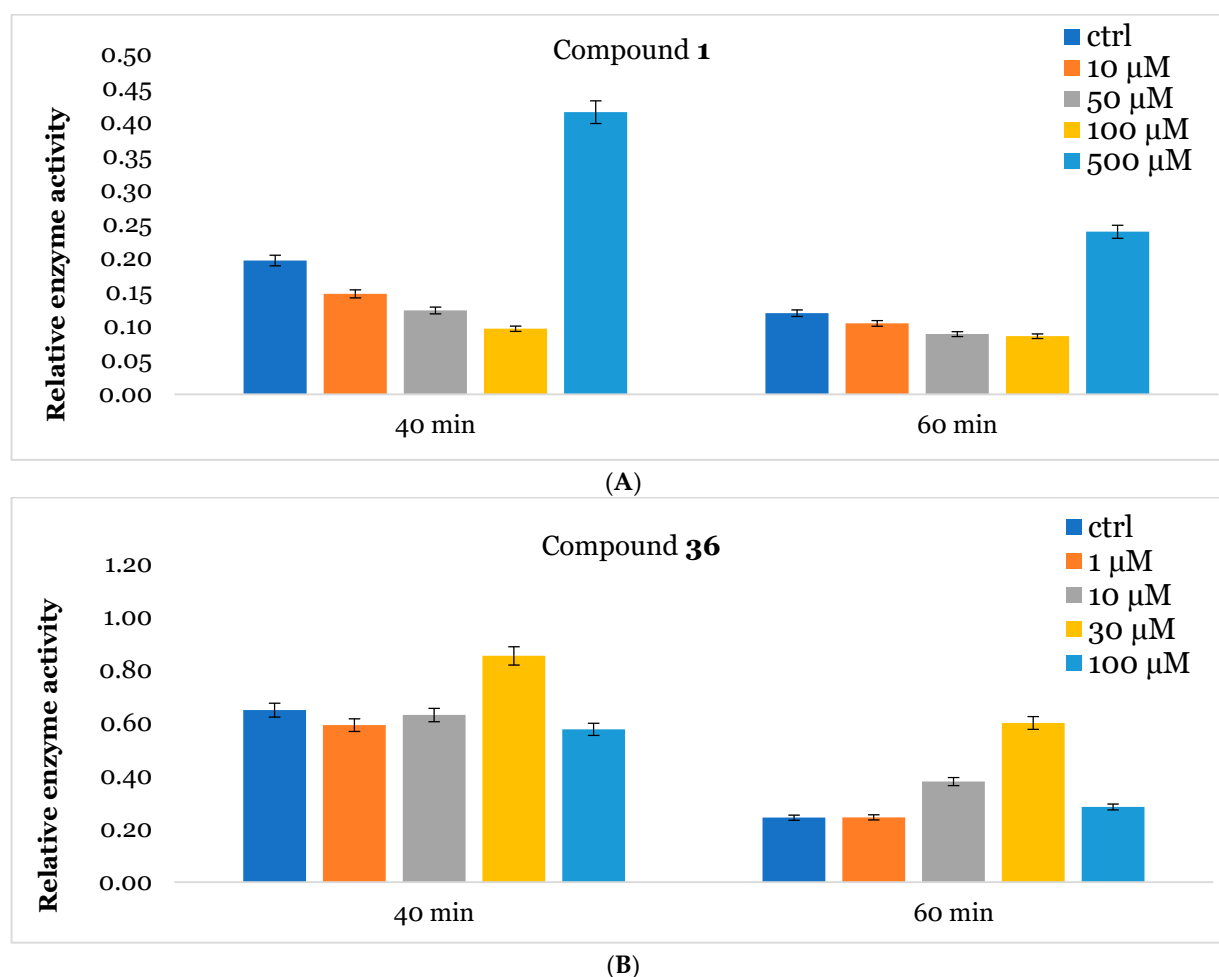 Compound 1
ctrl
10 µM
50 µM
100 µM
500 µM
Relative enzyme activity
0.50
0.45
0.40
0.35
0.30
0.25
0.20
0.15
0.10
0.05
0.00
40 min
60 min
(A)
Compound 36
ctrl
1 µM
10 µM
30 µM
100 µM
Relative enzyme activity
1.20
1.00
0.80
0.60
0.40
0.20
0.00
40 min
60 min
(B)